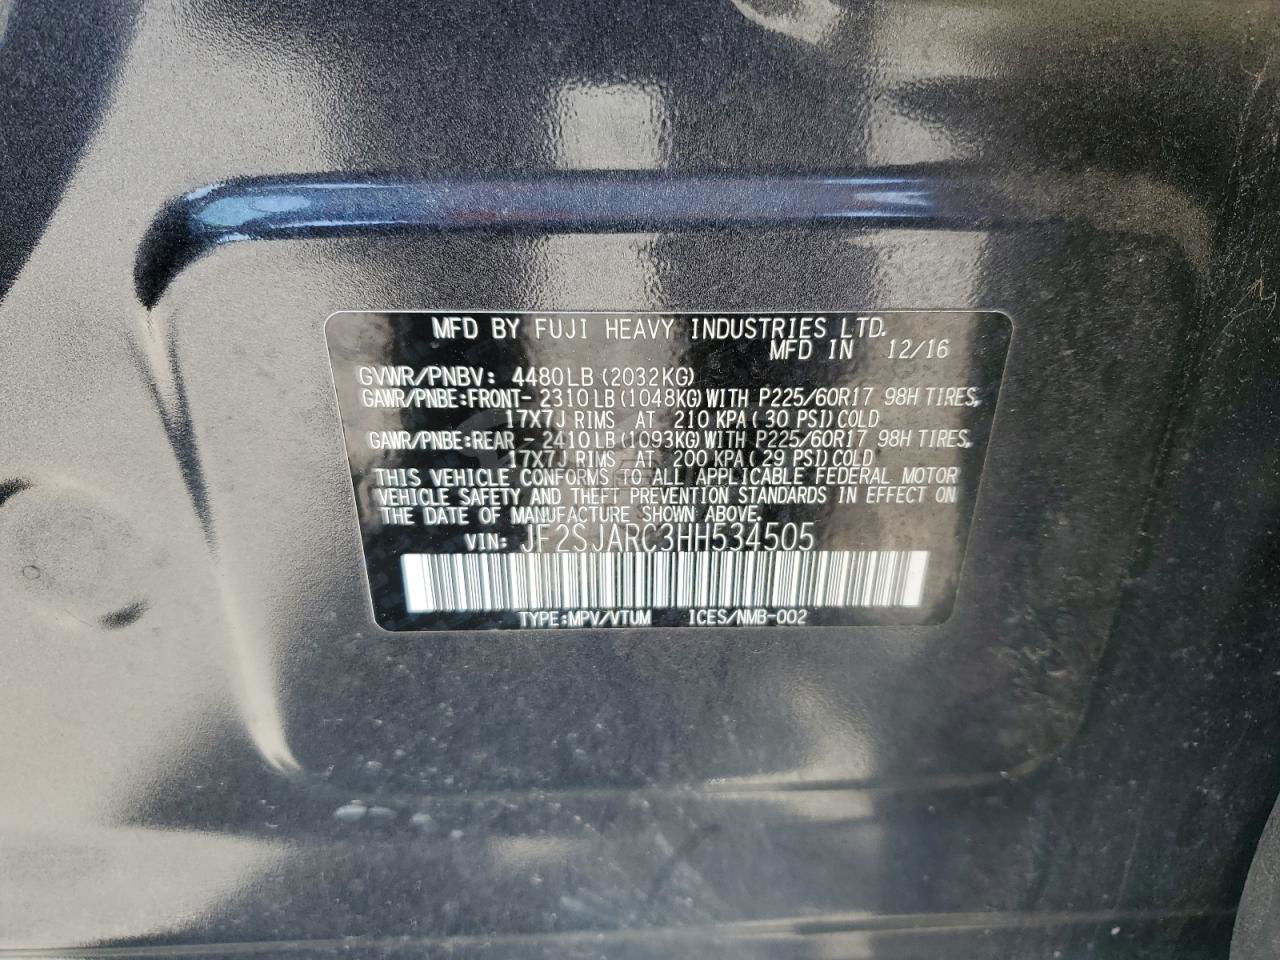 MFD BY FUJI HEAVY INDUSTRIES LTD.
MFD IN 12/16
GVWR/PNBV: 4480LB (2032KG)
GAWR/PNBE:FRONT- 2310LB (1048KG) WITH P225/60R17 98H TIRES,
17X7J RIMS AT 210 KPA (30 PSI) COLD
GAWR/PNBE:REAR - 2410LB (1093KG) WITH P225/60R17 98H TIRES,
17X7J RIMS AT 200 KPA (29 PSI) COLD
THIS VEHICLE CONFORMS TO ALL APPLICABLE FEDERAL MOTOR
VEHICLE SAFETY AND THEFT PREVENTION STANDARDS IN EFFECT ON
THE DATE OF MANUFACTURE SHOWN ABOVE.
VIN: JF2SJARC3HH534505
TYPE:MPV/VTUM ICES/NMB-002